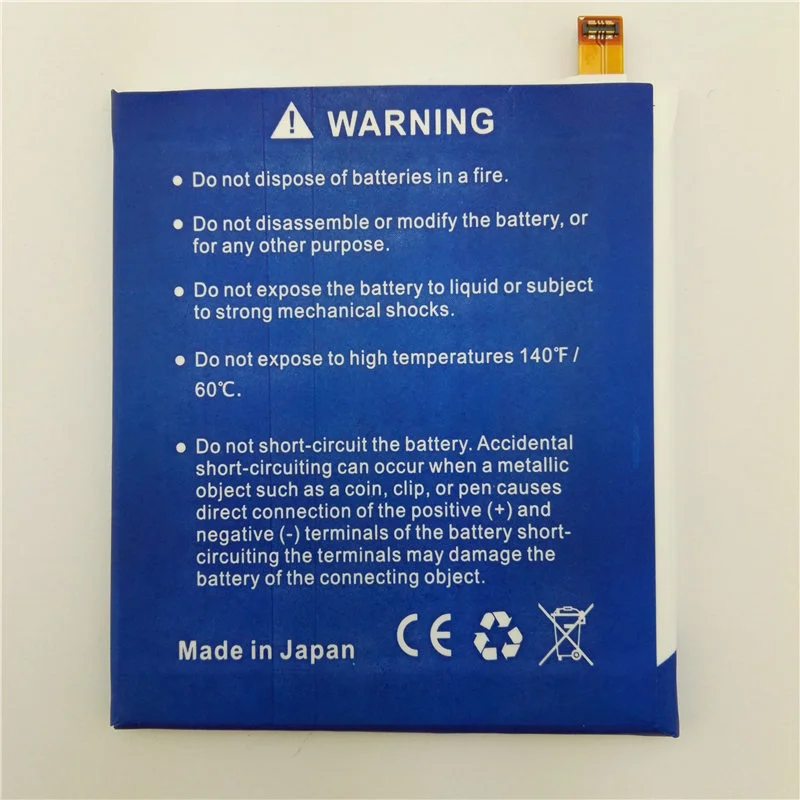 WARNING
• Do not dispose of batteries in a fire.
• Do not disassemble or modify the battery, or
for any other purpose.
• Do not expose the battery to liquid or subject
to strong mechanical shocks.
• Do not expose to high temperatures 140℉ /
60℃.
• Do not short-circuit the battery. Accidental
short-circuiting can occur when a metallic
object such as a coin, clip, or pen causes
direct connection of the positive (+) and
negative (-) terminals of the battery short-
circuiting the terminals may damage the
battery of the connecting object.
Made in Japan CE